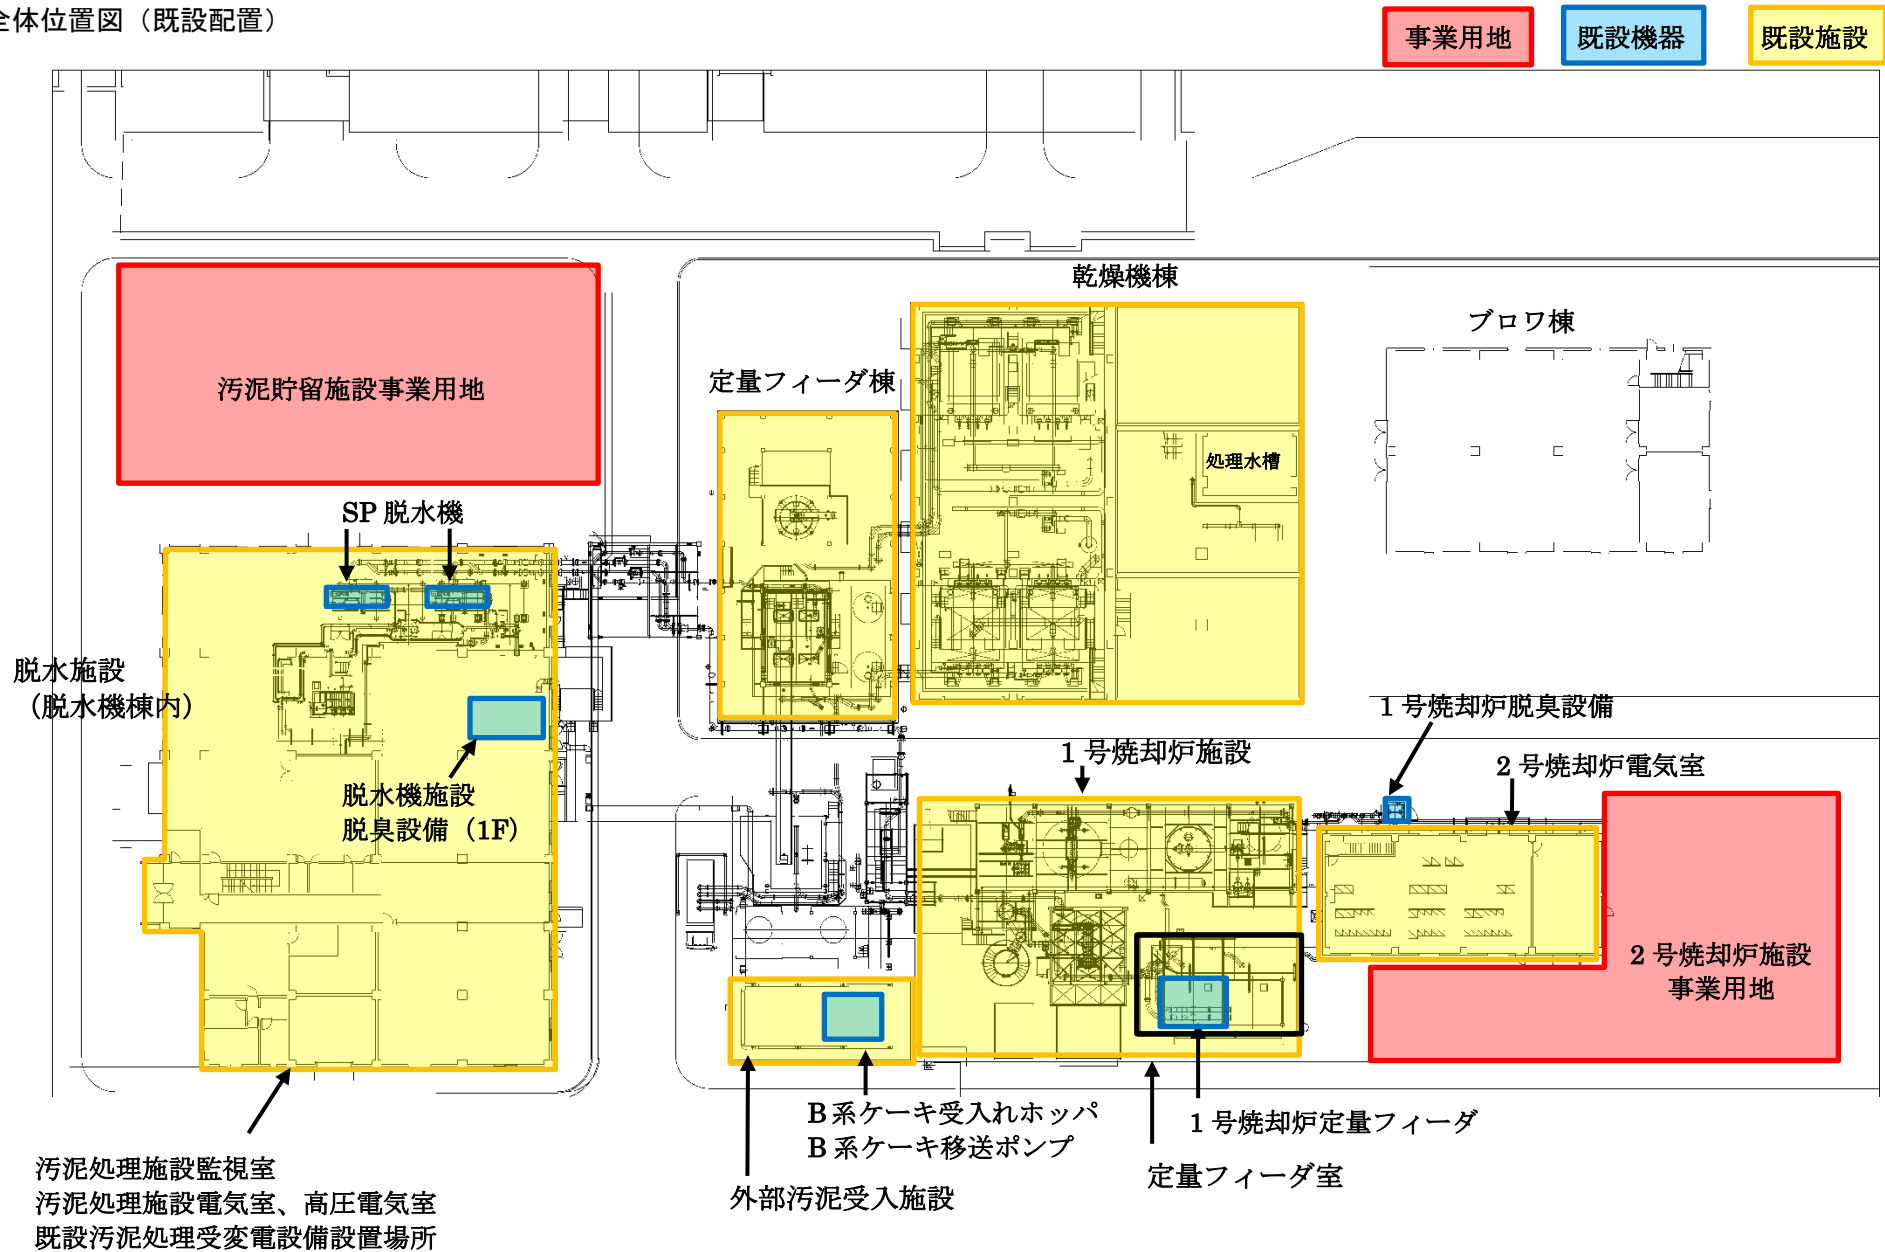 全体位置図（既設配置）
事業用地
既設機器
既設施設
乾燥機棟
ブロワ棟
定量フィーダ棟
汚泥貯留施設事業用地
処理水槽
SP 脱水機
脱水施設
（脱水機棟内）
1 号焼却炉脱臭設備
1 号焼却炉施設
2 号焼却炉電気室
脱水機施設
脱臭設備（1F）
2 号焼却炉施設
事業用地
B 系ケーキ受入れホッパ
B 系ケーキ移送ポンプ
1 号焼却炉定量フィーダ
定量フィーダ室
外部汚泥受入施設
汚泥処理施設監視室
汚泥処理施設電気室、高圧電気室
既設汚泥処理受変電設備設置場所